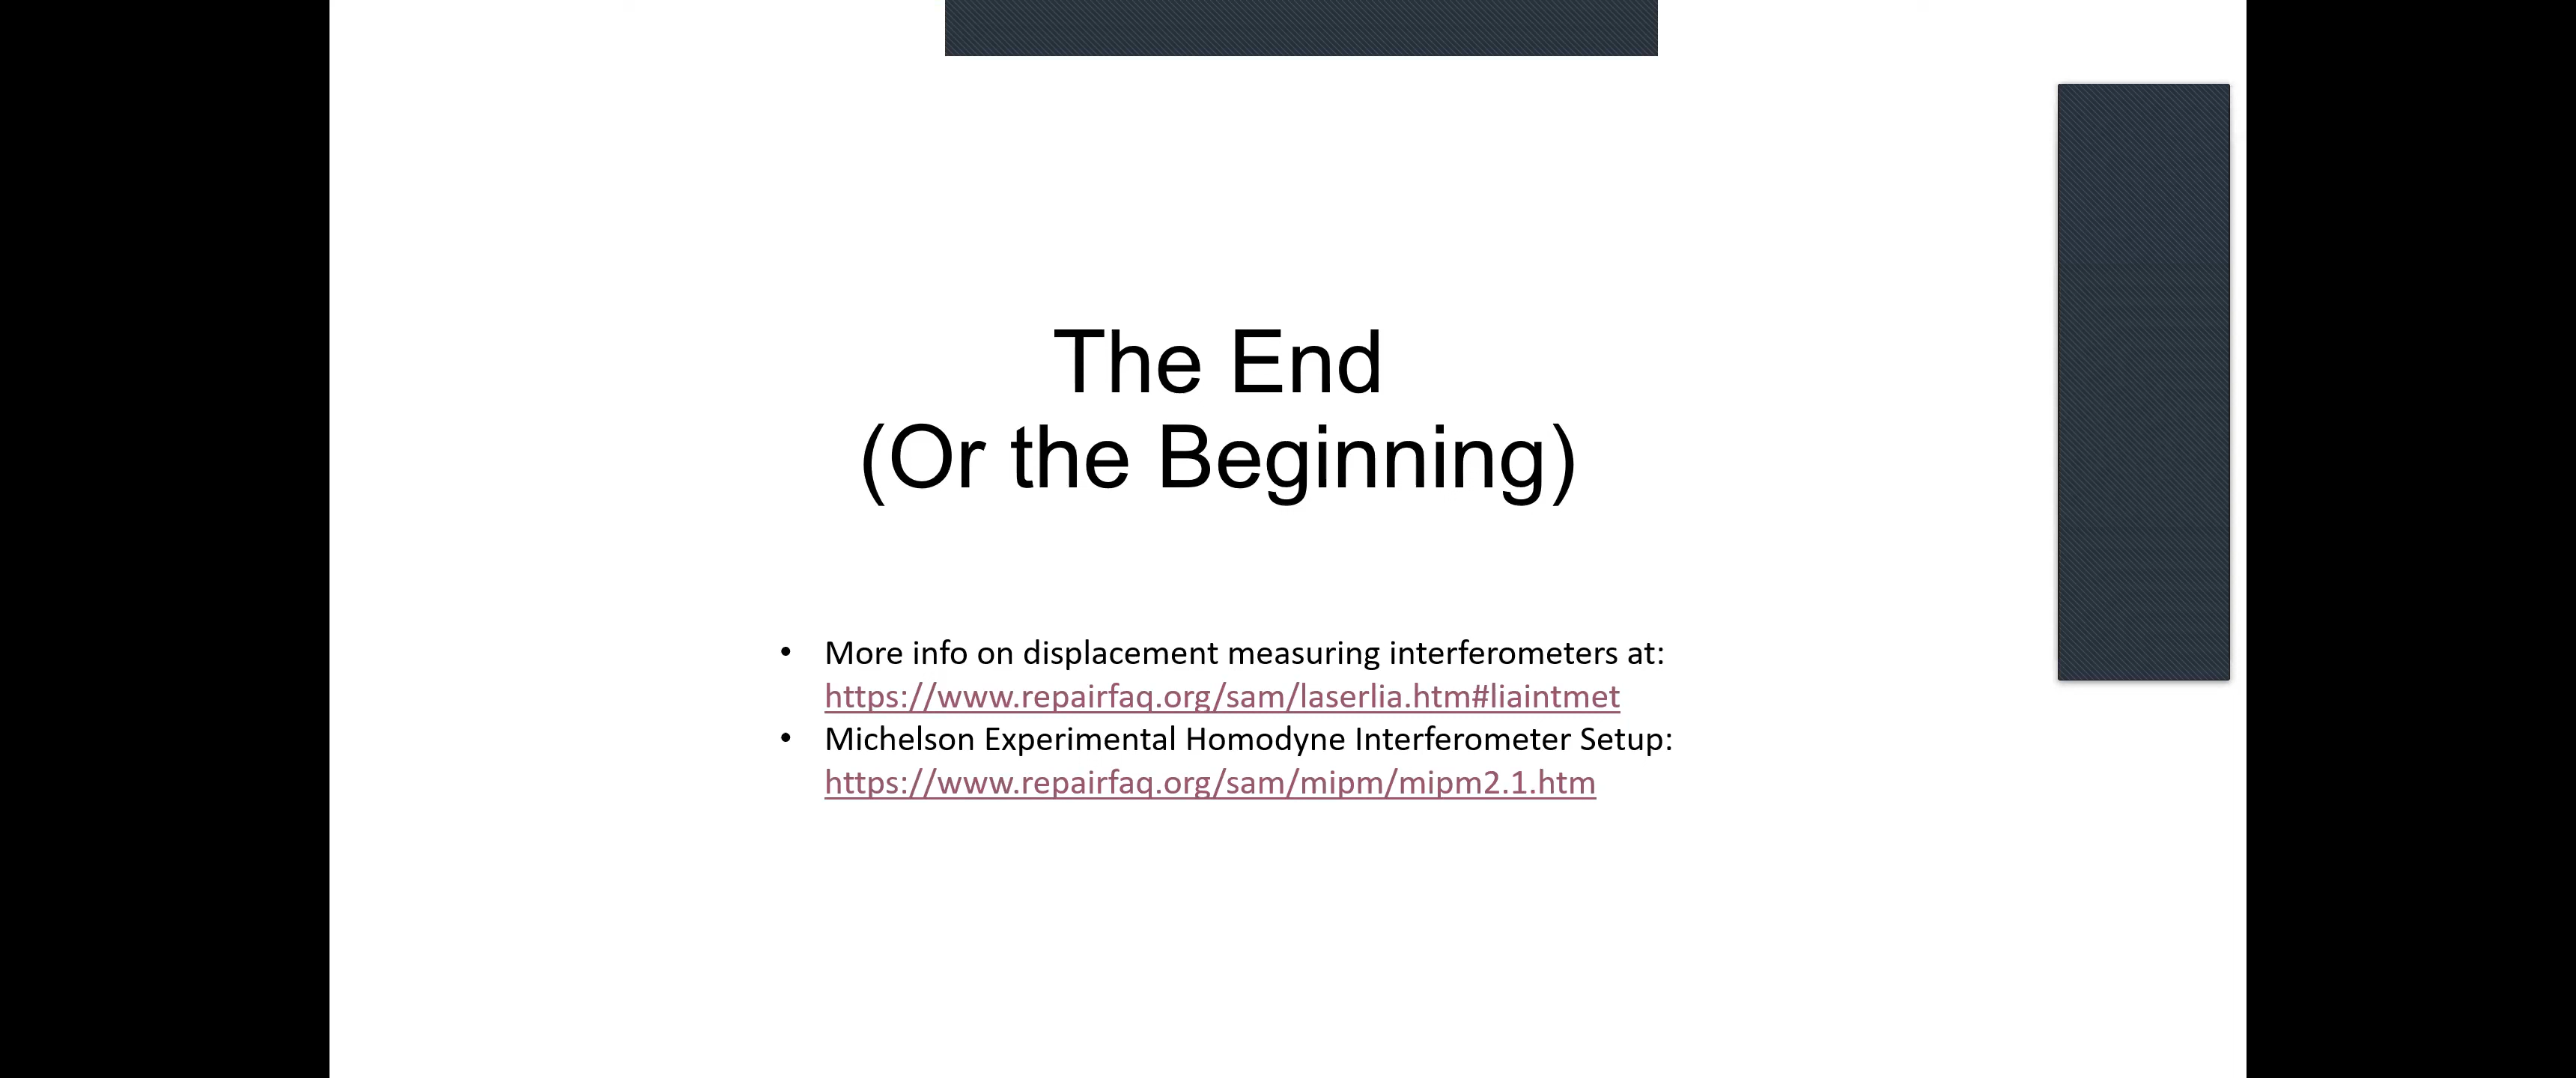 The End
(Or the Beginning)
• More info on displacement measuring interferometers at:
https://www.repairfaq.org/sam/laserlia.htm#liaintmet
• Michelson Experimental Homodyne Interferometer Setup:
https://www.repairfaq.org/sam/mipm/mipm2.1.htm